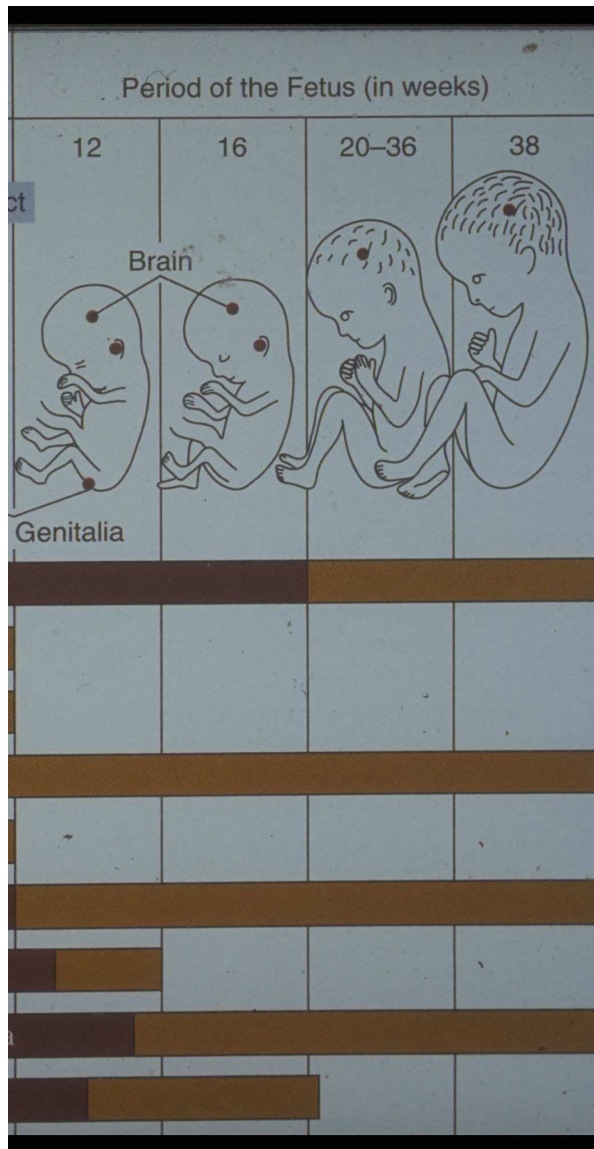 Period of the Fetus (in weeks)
12 16 20–36 38
ct
Brain
Genitalia
a